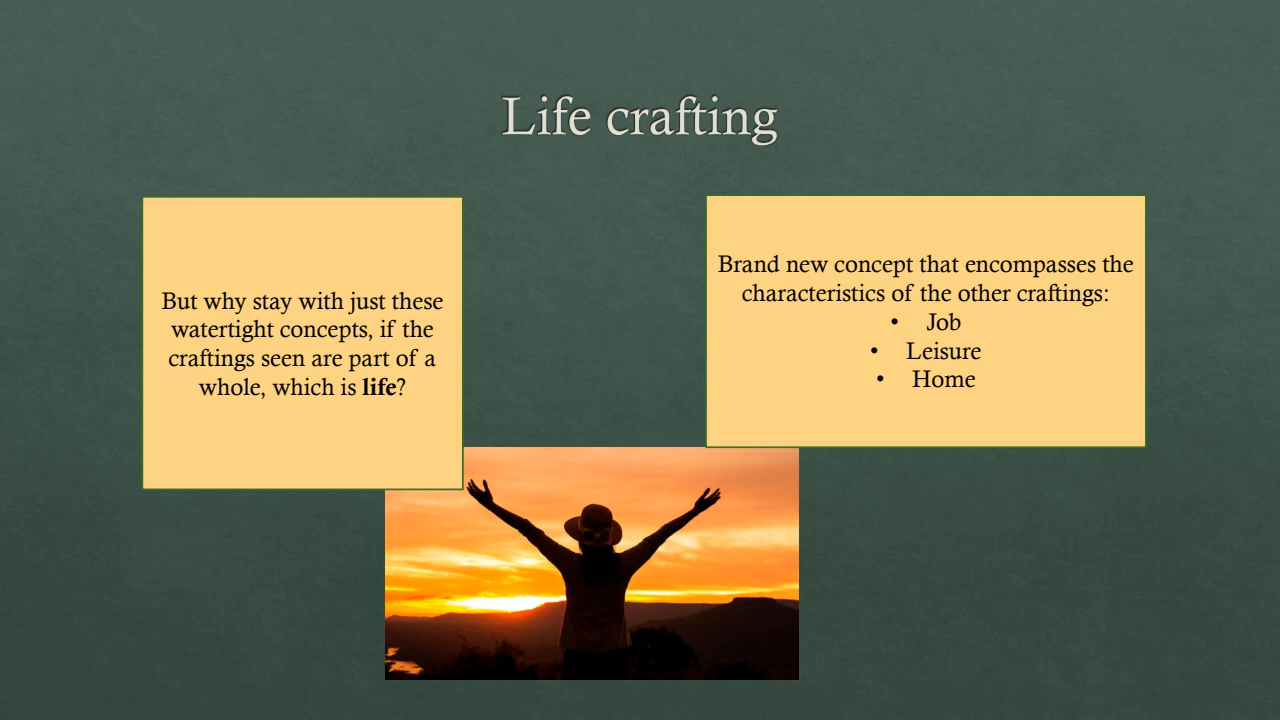 Life crafting
But why stay with just these
watertight concepts, if the
craftings seen are part of a
whole, which is life?
Brand new concept that encompasses the
characteristics of the other craftings:
• Job
• Leisure
• Home